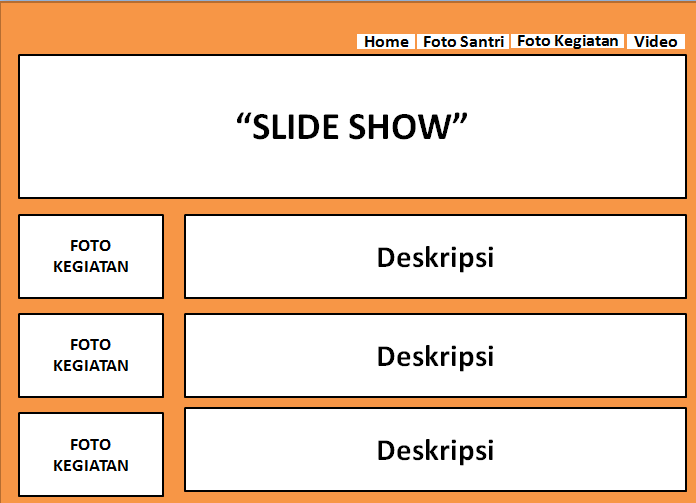 Home Foto Santri Foto Kegiatan Video
“SLIDE SHOW”
FOTO
KEGIATAN
Deskripsi
FOTO
KEGIATAN
Deskripsi
FOTO
KEGIATAN
Deskripsi